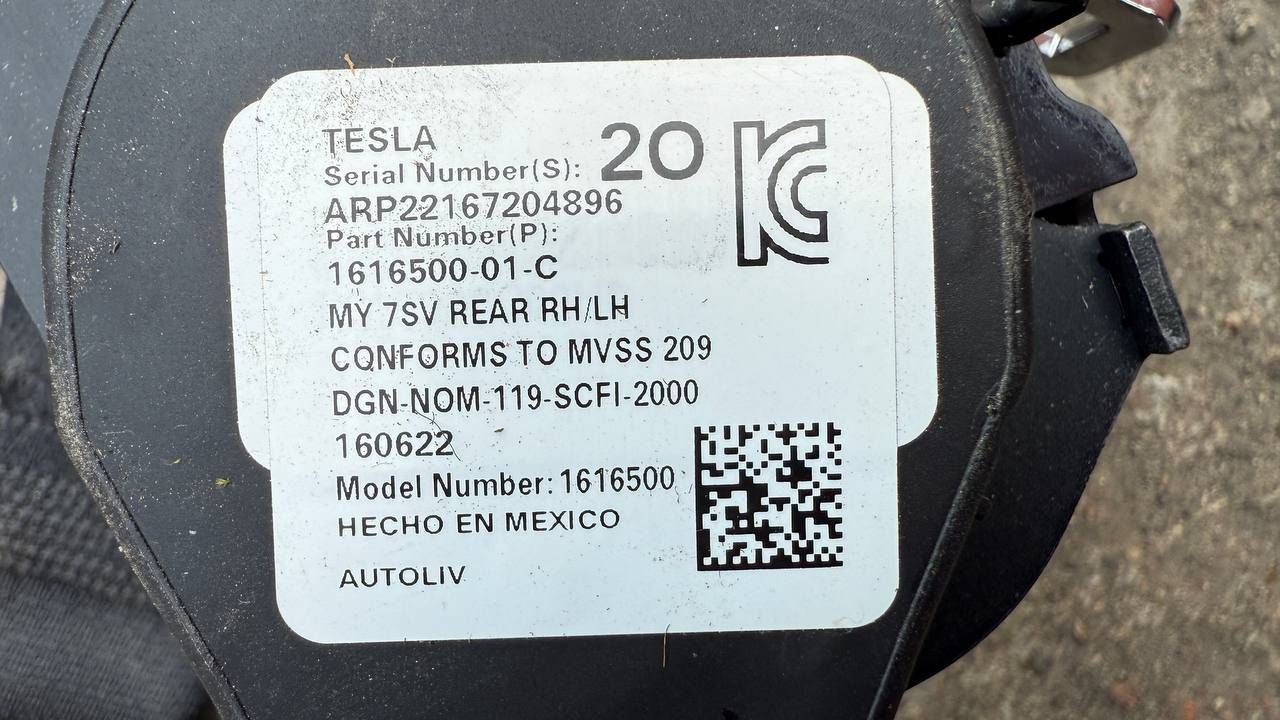 TESLA
Serial Number(S): 20
ARP22167204896
Part Number(P):
1616500-01-C
MY 7SV REAR RH/LH
CONFORMS TO MVSS 209
DGN-NOM-119-SCFI-2000
160622
Model Number: 1616500
HECHO EN MEXICO
AUTOLIV